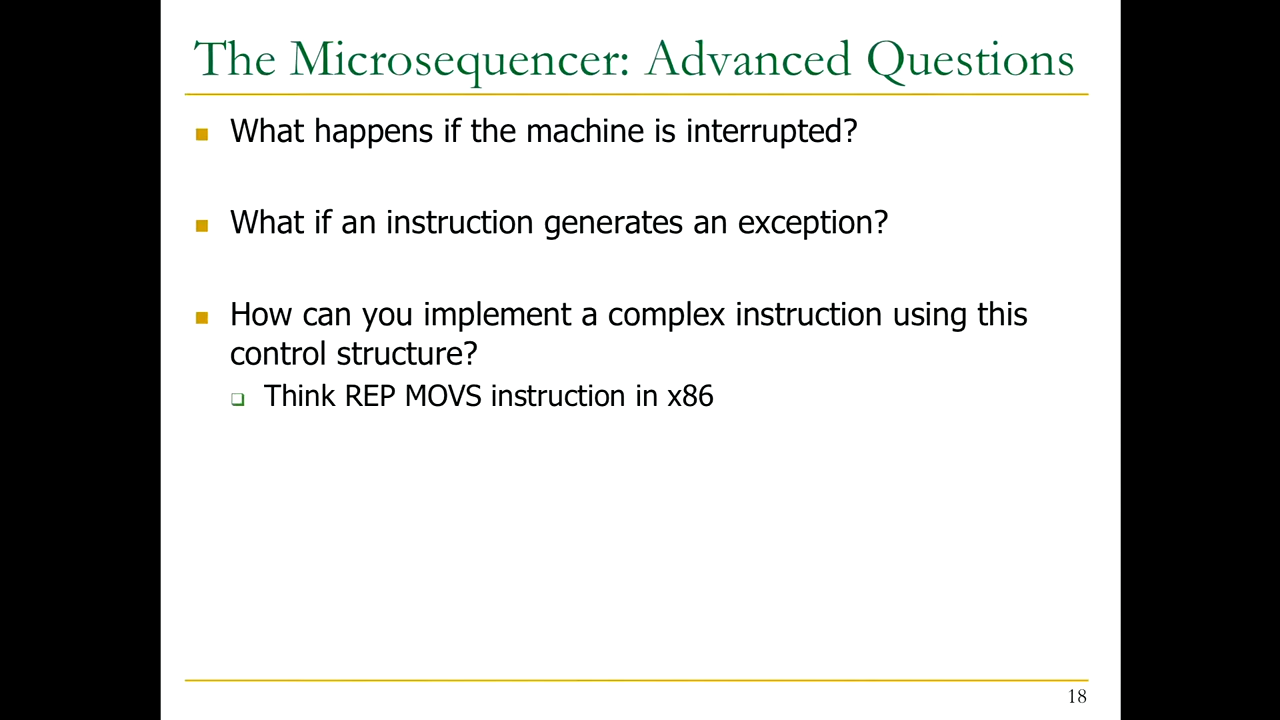 The Microsequencer: Advanced Questions
What happens if the machine is interrupted?
What if an instruction generates an exception?
How can you implement a complex instruction using this
control structure?
Think REP MOVS instruction in x86
18